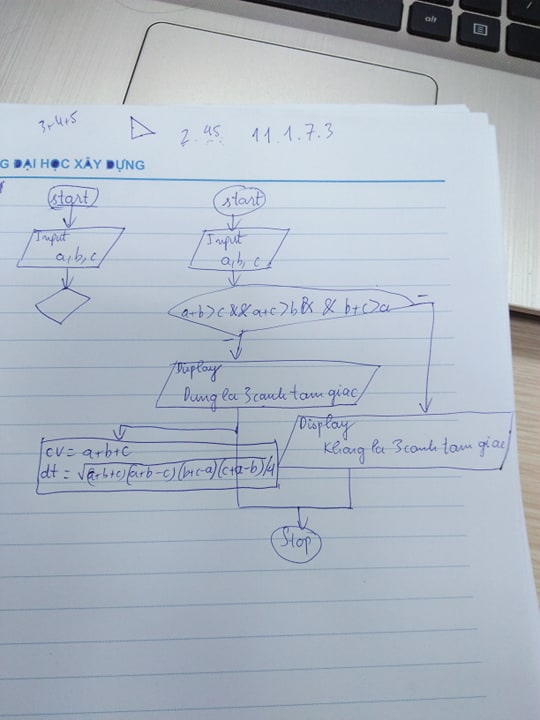 alt
3+4+5
2.45 11.1.7.3
G ĐẠI HỌC XÂY DỰNG
start
Input
a, b, c
start
Input
a, b, c
a+b>c && a+c>b && b+c>a
Display
Dung la 3 canh tam giac
Display
Khong la 3 canh tam giac
cv = a+b+c
dt = √(a+b+c)(a+b-c)(b+c-a)(c+a-b)/4
Stop